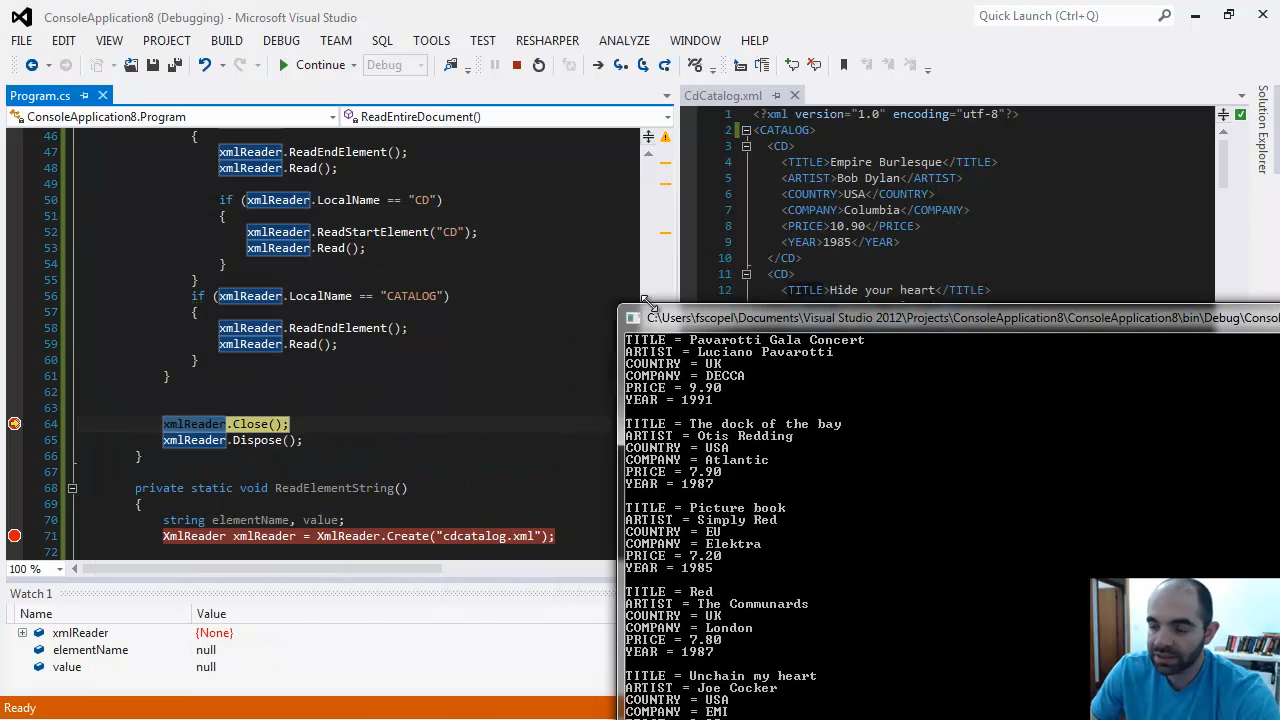 ConsoleApplication8 (Debugging) - Microsoft Visual Studio
Quick Launch (Ctrl+Q)
FILE EDIT VIEW PROJECT BUILD DEBUG TEAM SQL TOOLS TEST RESHARPER ANALYZE WINDOW HELP
Continue Debug
Program.cs
ConsoleApplication8.Program
ReadEntireDocument()
46 {
47 xmlReader.ReadEndElement();
48 xmlReader.Read();
49
50 if (xmlReader.LocalName == "CD")
51 {
52 xmlReader.ReadStartElement("CD");
53 xmlReader.Read();
54 }
55 }
56 if (xmlReader.LocalName == "CATALOG")
57 {
58 xmlReader.ReadEndElement();
59 xmlReader.Read();
60 }
61 }
62
63
64 xmlReader.Close();
65 xmlReader.Dispose();
66 }
67
68 private static void ReadElementString()
69 {
70 string elementName, value;
71 XmlReader xmlReader = XmlReader.Create("cdcatalog.xml");
72
100 %
CdCatalog.xml
1 <?xml version="1.0" encoding="utf-8"?>
2 <CATALOG>
3 <CD>
4 <TITLE>Empire Burlesque</TITLE>
5 <ARTIST>Bob Dylan</ARTIST>
6 <COUNTRY>USA</COUNTRY>
7 <COMPANY>Columbia</COMPANY>
8 <PRICE>10.90</PRICE>
9 <YEAR>1985</YEAR>
10 </CD>
11 <CD>
12 <TITLE>Hide your heart</TITLE>
Solution Explorer
C:\Users\fscopel\Documents\Visual Studio 2012\Projects\ConsoleApplication8\ConsoleApplication8\bin\Debug\Consol
TITLE = Pavarotti Gala Concert
ARTIST = Luciano Pavarotti
COUNTRY = UK
COMPANY = DECCA
PRICE = 9.90
YEAR = 1991
TITLE = The dock of the bay
ARTIST = Otis Redding
COUNTRY = USA
COMPANY = Atlantic
PRICE = 7.90
YEAR = 1987
TITLE = Picture book
ARTIST = Simply Red
COUNTRY = EU
COMPANY = Elektra
PRICE = 7.20
YEAR = 1985
TITLE = Red
ARTIST = The Communards
COUNTRY = UK
COMPANY = London
PRICE = 7.80
YEAR = 1987
TITLE = Unchain my heart
ARTIST = Joe Cocker
COUNTRY = USA
COMPANY = EMI
Watch 1
Name Value
xmlReader {None}
elementName null
value null
Ready